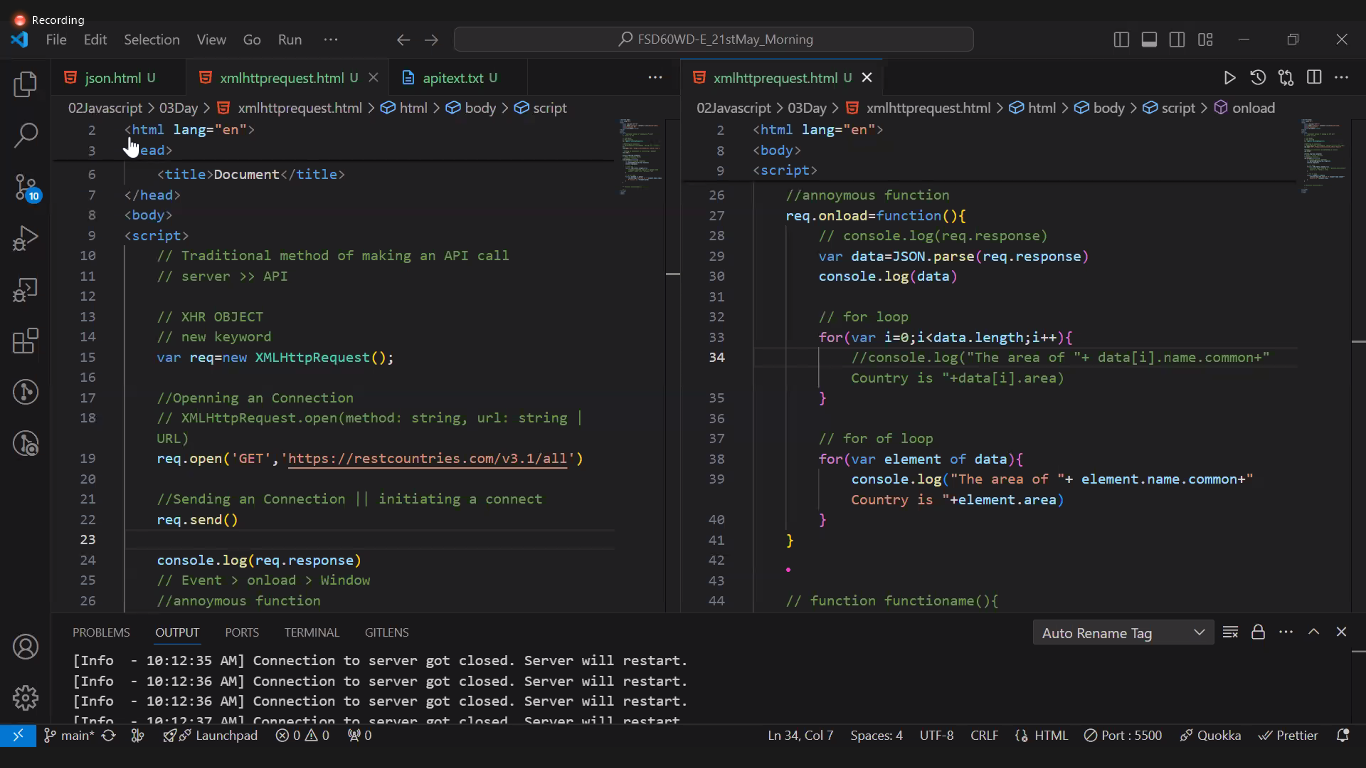 Recording
File Edit Selection View Go Run ··· FSD60WD-E_21stMay_Morning
json.html U xmlhttprequest.html U apitext.txt U ···
02Javascript > 03Day > xmlhttprequest.html > html > body > script
2 <html lang="en">
3 ead>
6 <title>Document</title>
7 </head>
8 <body>
9 <script>
10 // Traditional method of making an API call
11 // server >> API
12
13 // XHR OBJECT
14 // new keyword
15 var req=new XMLHttpRequest();
16
17 //Openning an Connection
18 // XMLHttpRequest.open(method: string, url: string |
URL)
19 req.open('GET','https://restcountries.com/v3.1/all')
20
21 //Sending an Connection || initiating a connect
22 req.send()
23
24 console.log(req.response)
25 // Event > onload > Window
26 //annoymous function
xmlhttprequest.html U
02Javascript > 03Day > xmlhttprequest.html > html > body > script > onload
2 <html lang="en">
8 <body>
9 <script>
26 //annoymous function
27 req.onload=function(){
28 // console.log(req.response)
29 var data=JSON.parse(req.response)
30 console.log(data)
31
32 // for loop
33 for(var i=0;i<data.length;i++){
34 //console.log("The area of "+ data[i].name.common+"
Country is "+data[i].area)
35 }
36
37 // for of loop
38 for(var element of data){
39 console.log("The area of "+ element.name.common+"
Country is "+element.area)
40 }
41 }
42
43
44 // function functioname(){
PROBLEMS OUTPUT PORTS TERMINAL GITLENS Auto Rename Tag
[Info - 10:12:35 AM] Connection to server got closed. Server will restart.
[Info - 10:12:36 AM] Connection to server got closed. Server will restart.
[Info - 10:12:36 AM] Connection to server got closed. Server will restart.
[Info - 10:12:37 AM] Connection to server got closed. Server will restart.
10
main* Launchpad 0 0 0 Ln 34, Col 7 Spaces: 4 UTF-8 CRLF HTML Port : 5500 Quokka Prettier